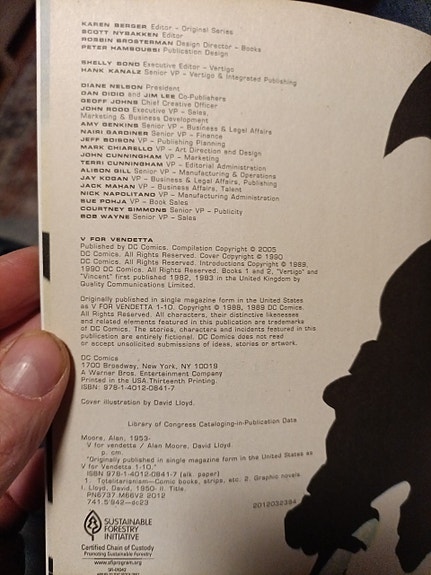 KAREN BERGER Editor – Original Series
SCOTT NYBAKKEN Editor
ROBBIN BROSTERMAN Design Director – Books
PETER HAMBOUSSI Publication Design
SHELLY BOND Executive Editor – Vertigo
HANK KANALZ Senior VP – Vertigo & Integrated Publishing
DIANE NELSON President
DAN DIDIO and JIM LEE Co-Publishers
GEOFF JOHNS Chief Creative Officer
JOHN ROOD Executive VP – Sales,
Marketing & Business Development
AMY GENKINS Senior VP – Business & Legal Affairs
NAIRI GARDINER Senior VP – Finance
JEFF BOISON VP – Publishing Planning
MARK CHIARELLO VP – Art Direction and Design
JOHN CUNNINGHAM VP – Marketing
TERRI CUNNINGHAM VP – Editorial Administration
ALISON GILL Senior VP – Manufacturing & Operations
JAY KOGAN VP – Business & Legal Affairs, Publishing
JACK MAHAN VP – Business Affairs, Talent
NICK NAPOLITANO VP – Manufacturing Administration
SUE POHJA VP – Book Sales
COURTNEY SIMMONS Senior VP – Publicity
BOB WAYNE Senior VP – Sales
V FOR VENDETTA
Published by DC Comics. Compilation Copyright © 2005
DC Comics. All Rights Reserved. Cover Copyright © 1990
DC Comics. All Rights Reserved. Introductions Copyright © 1988,
1990 DC Comics. All Rights Reserved. Books 1 and 2, "Vertigo" and
"Vincent" first published 1982, 1983 in the United Kingdom by
Quality Communications Limited.
Originally published in single magazine form in the United States
as V FOR VENDETTA 1-10. Copyright © 1988, 1989 DC Comics.
All Rights Reserved. All characters, their distinctive likenesses
and related elements featured in this publication are trademarks
of DC Comics. The stories, characters and incidents featured in this
publication are entirely fictional. DC Comics does not read
or accept unsolicited submissions of ideas, stories or artwork.
DC Comics
1700 Broadway, New York, NY 10019
A Warner Bros. Entertainment Company
Printed in the USA. Thirteenth Printing.
ISBN: 978-1-4012-0841-7
Cover illustration by David Lloyd.
Library of Congress Cataloging-in-Publication Data
Moore, Alan, 1953-
V for vendetta / Alan Moore, David Lloyd.
p. cm.
"Originally published in single magazine form in the United States as
V For Vendetta 1-10."
ISBN 978-1-4012-0841-7 (alk. paper)
1. Totalitarianism—Comic books, strips, etc. 2. Graphic novels.
I. Lloyd, David, 1950- II. Title.
PN6737.M66V2 2012
741.5'942—dc23
2012032384
SUSTAINABLE
FORESTRY
INITIATIVE
Certified Chain of Custody
Promoting Sustainable Forestry
www.sfiprogram.org